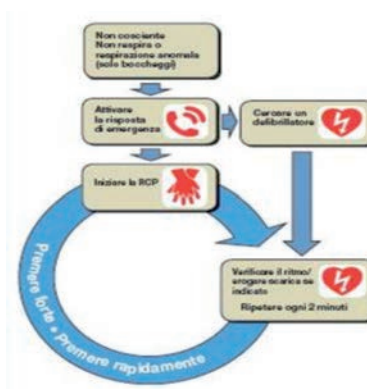 Non cosciente
Non respira o
respirazione anomala
(solo boccheggi)
Attivare
la risposta
di emergenza
Cercare un
defibrillatore
Iniziare la RCP
Verificare il ritmo/
erogare scarica se
indicato
Ripetere ogni 2 minuti
Premere forte • Premere rapidamente